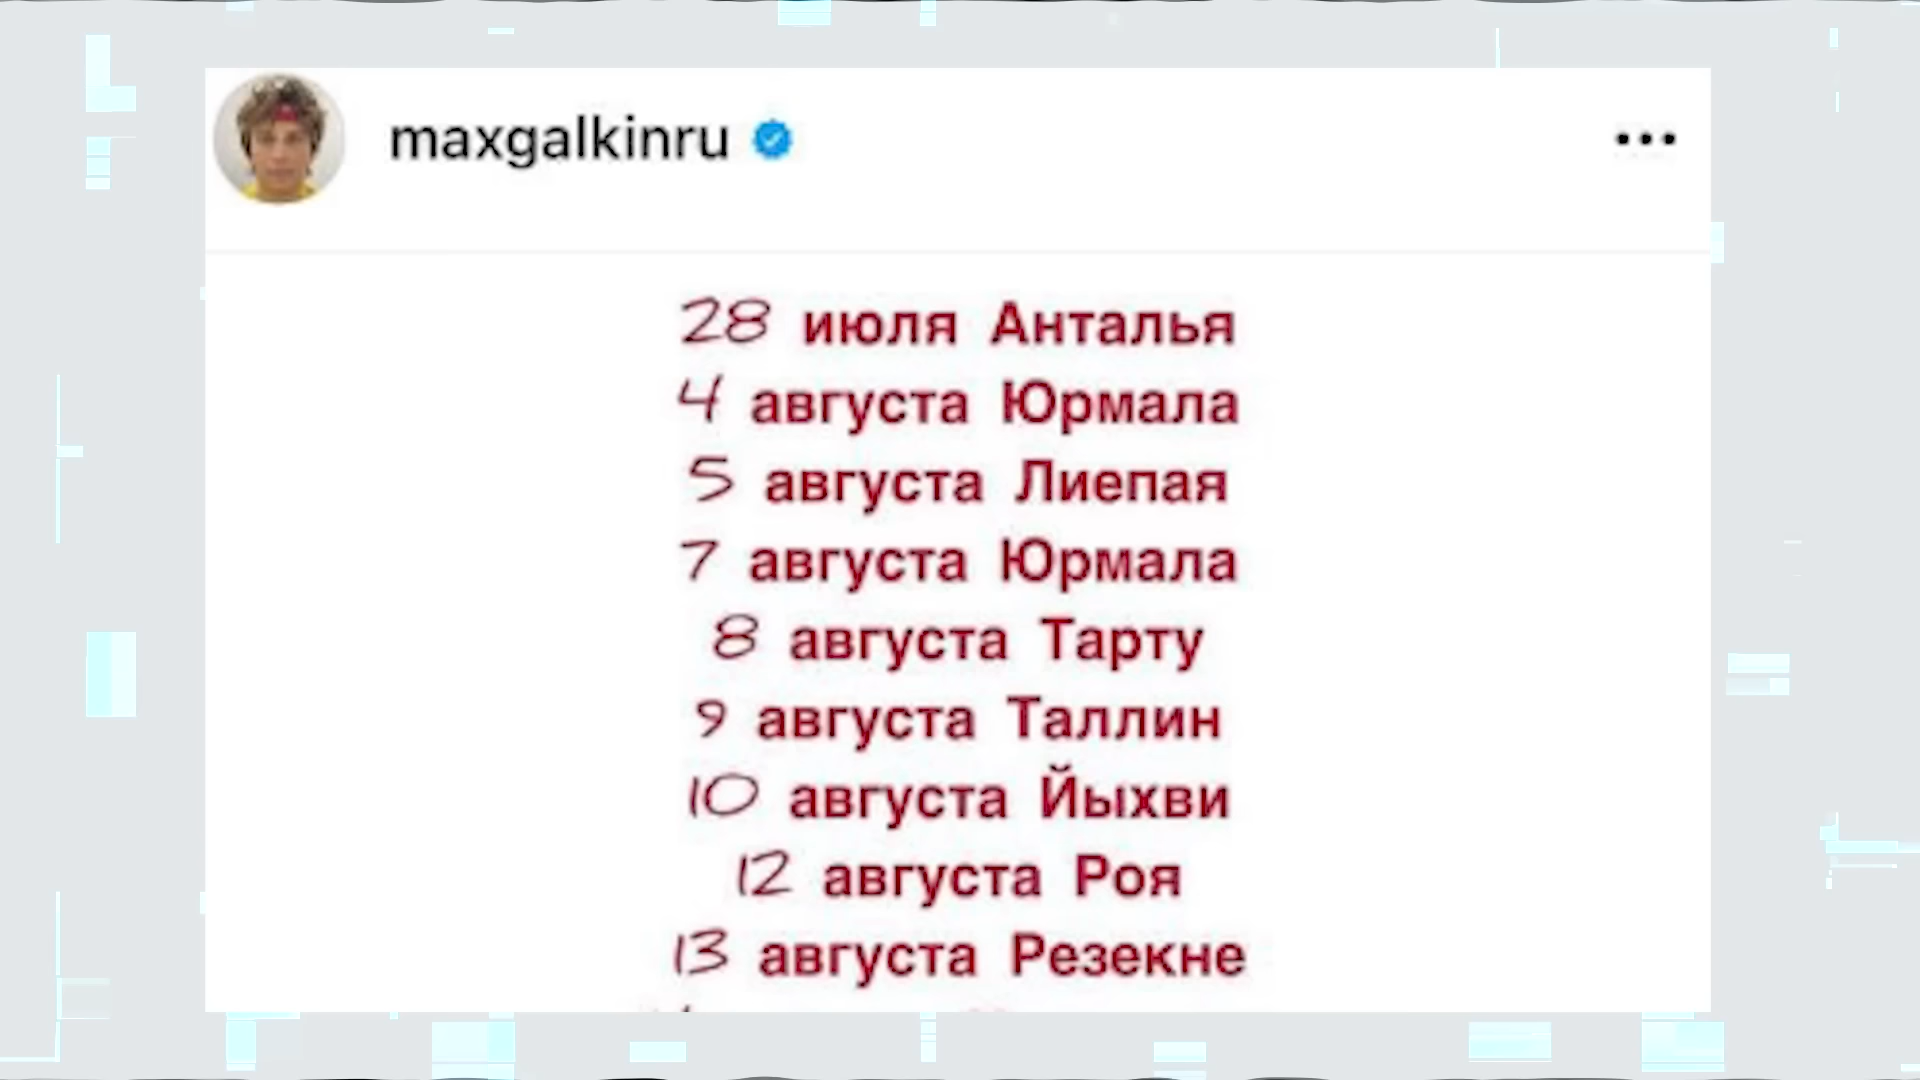 maxgalkinru
28 июля Анталья
4 августа Юрмала
5 августа Лиепая
7 августа Юрмала
8 августа Тарту
9 августа Таллин
10 августа Йыхви
12 августа Роя
13 августа Резекне